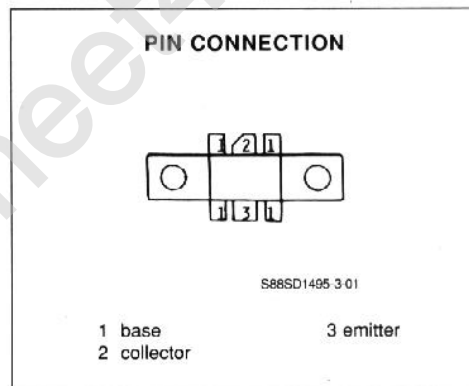 PIN CONNECTION
1 2 1
1 3 1
S88SD1495-3-01
1 base 3 emitter
2 collector